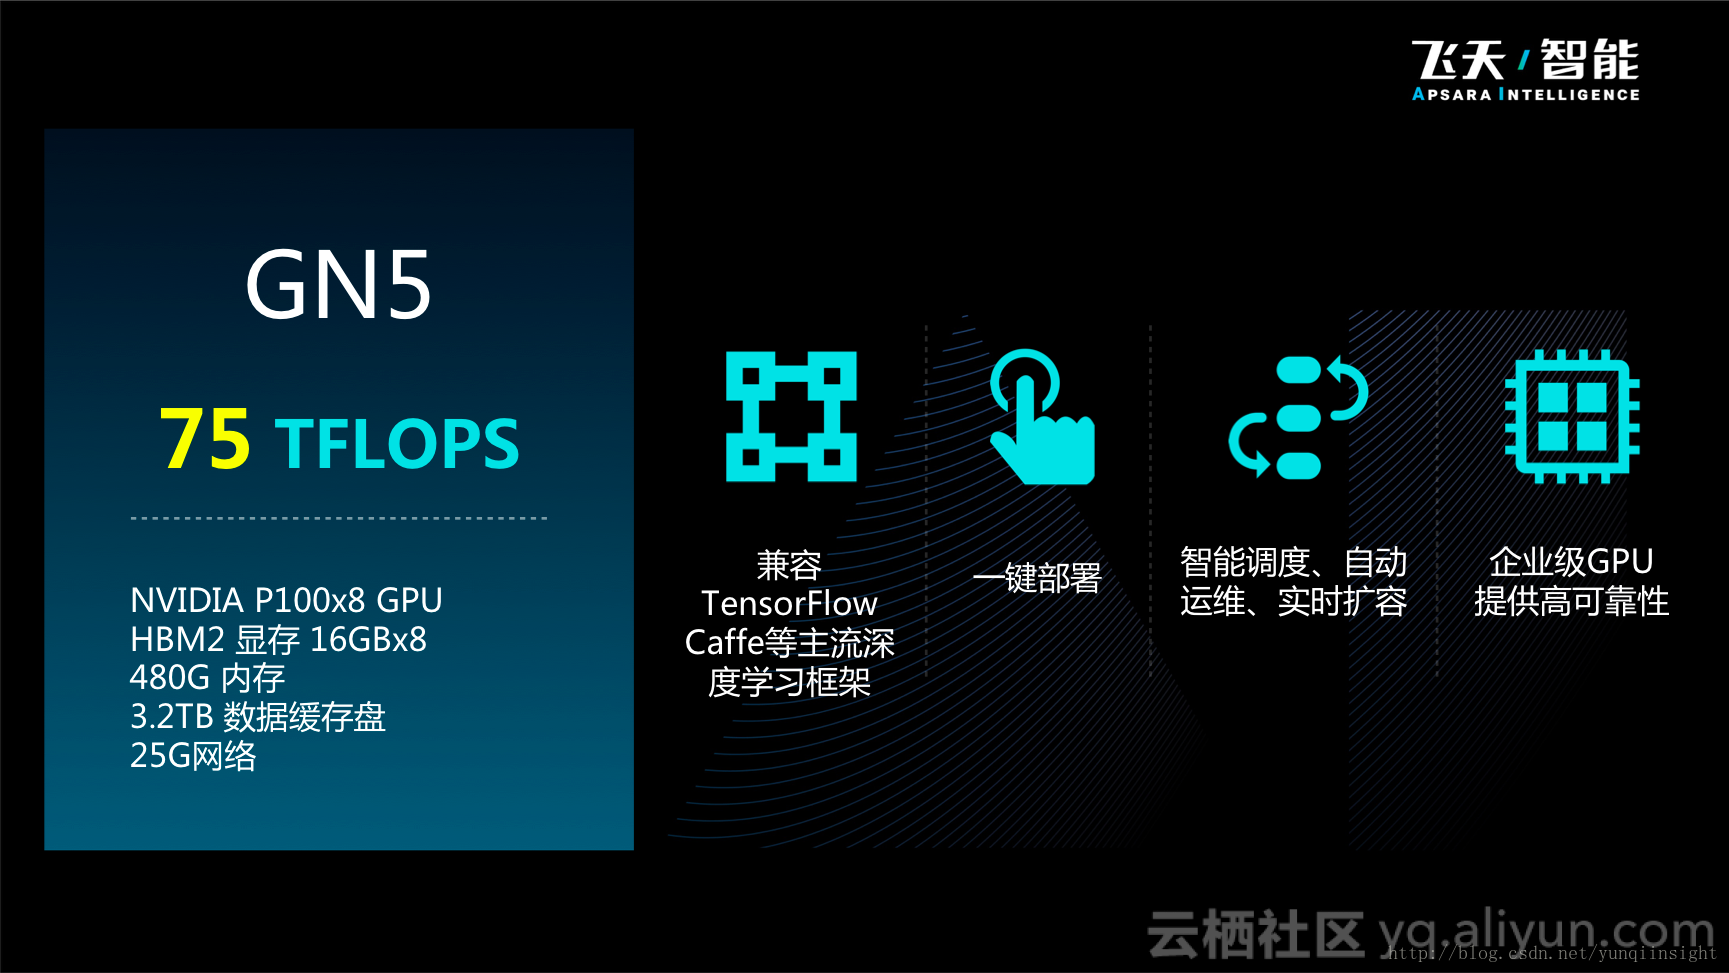 飞天 / 智能
APSARA INTELLIGENCE
GN5
75 TFLOPS
NVIDIA P100x8 GPU
HBM2 显存 16GBx8
480G 内存
3.2TB 数据缓存盘
25G网络
兼容
TensorFlow
Caffe等主流深
度学习框架
一键部署
智能调度、自动
运维、实时扩容
企业级GPU
提供高可靠性
云栖社区 yq.aliyun.com
http://blog.csdn.net/yunqiinsight